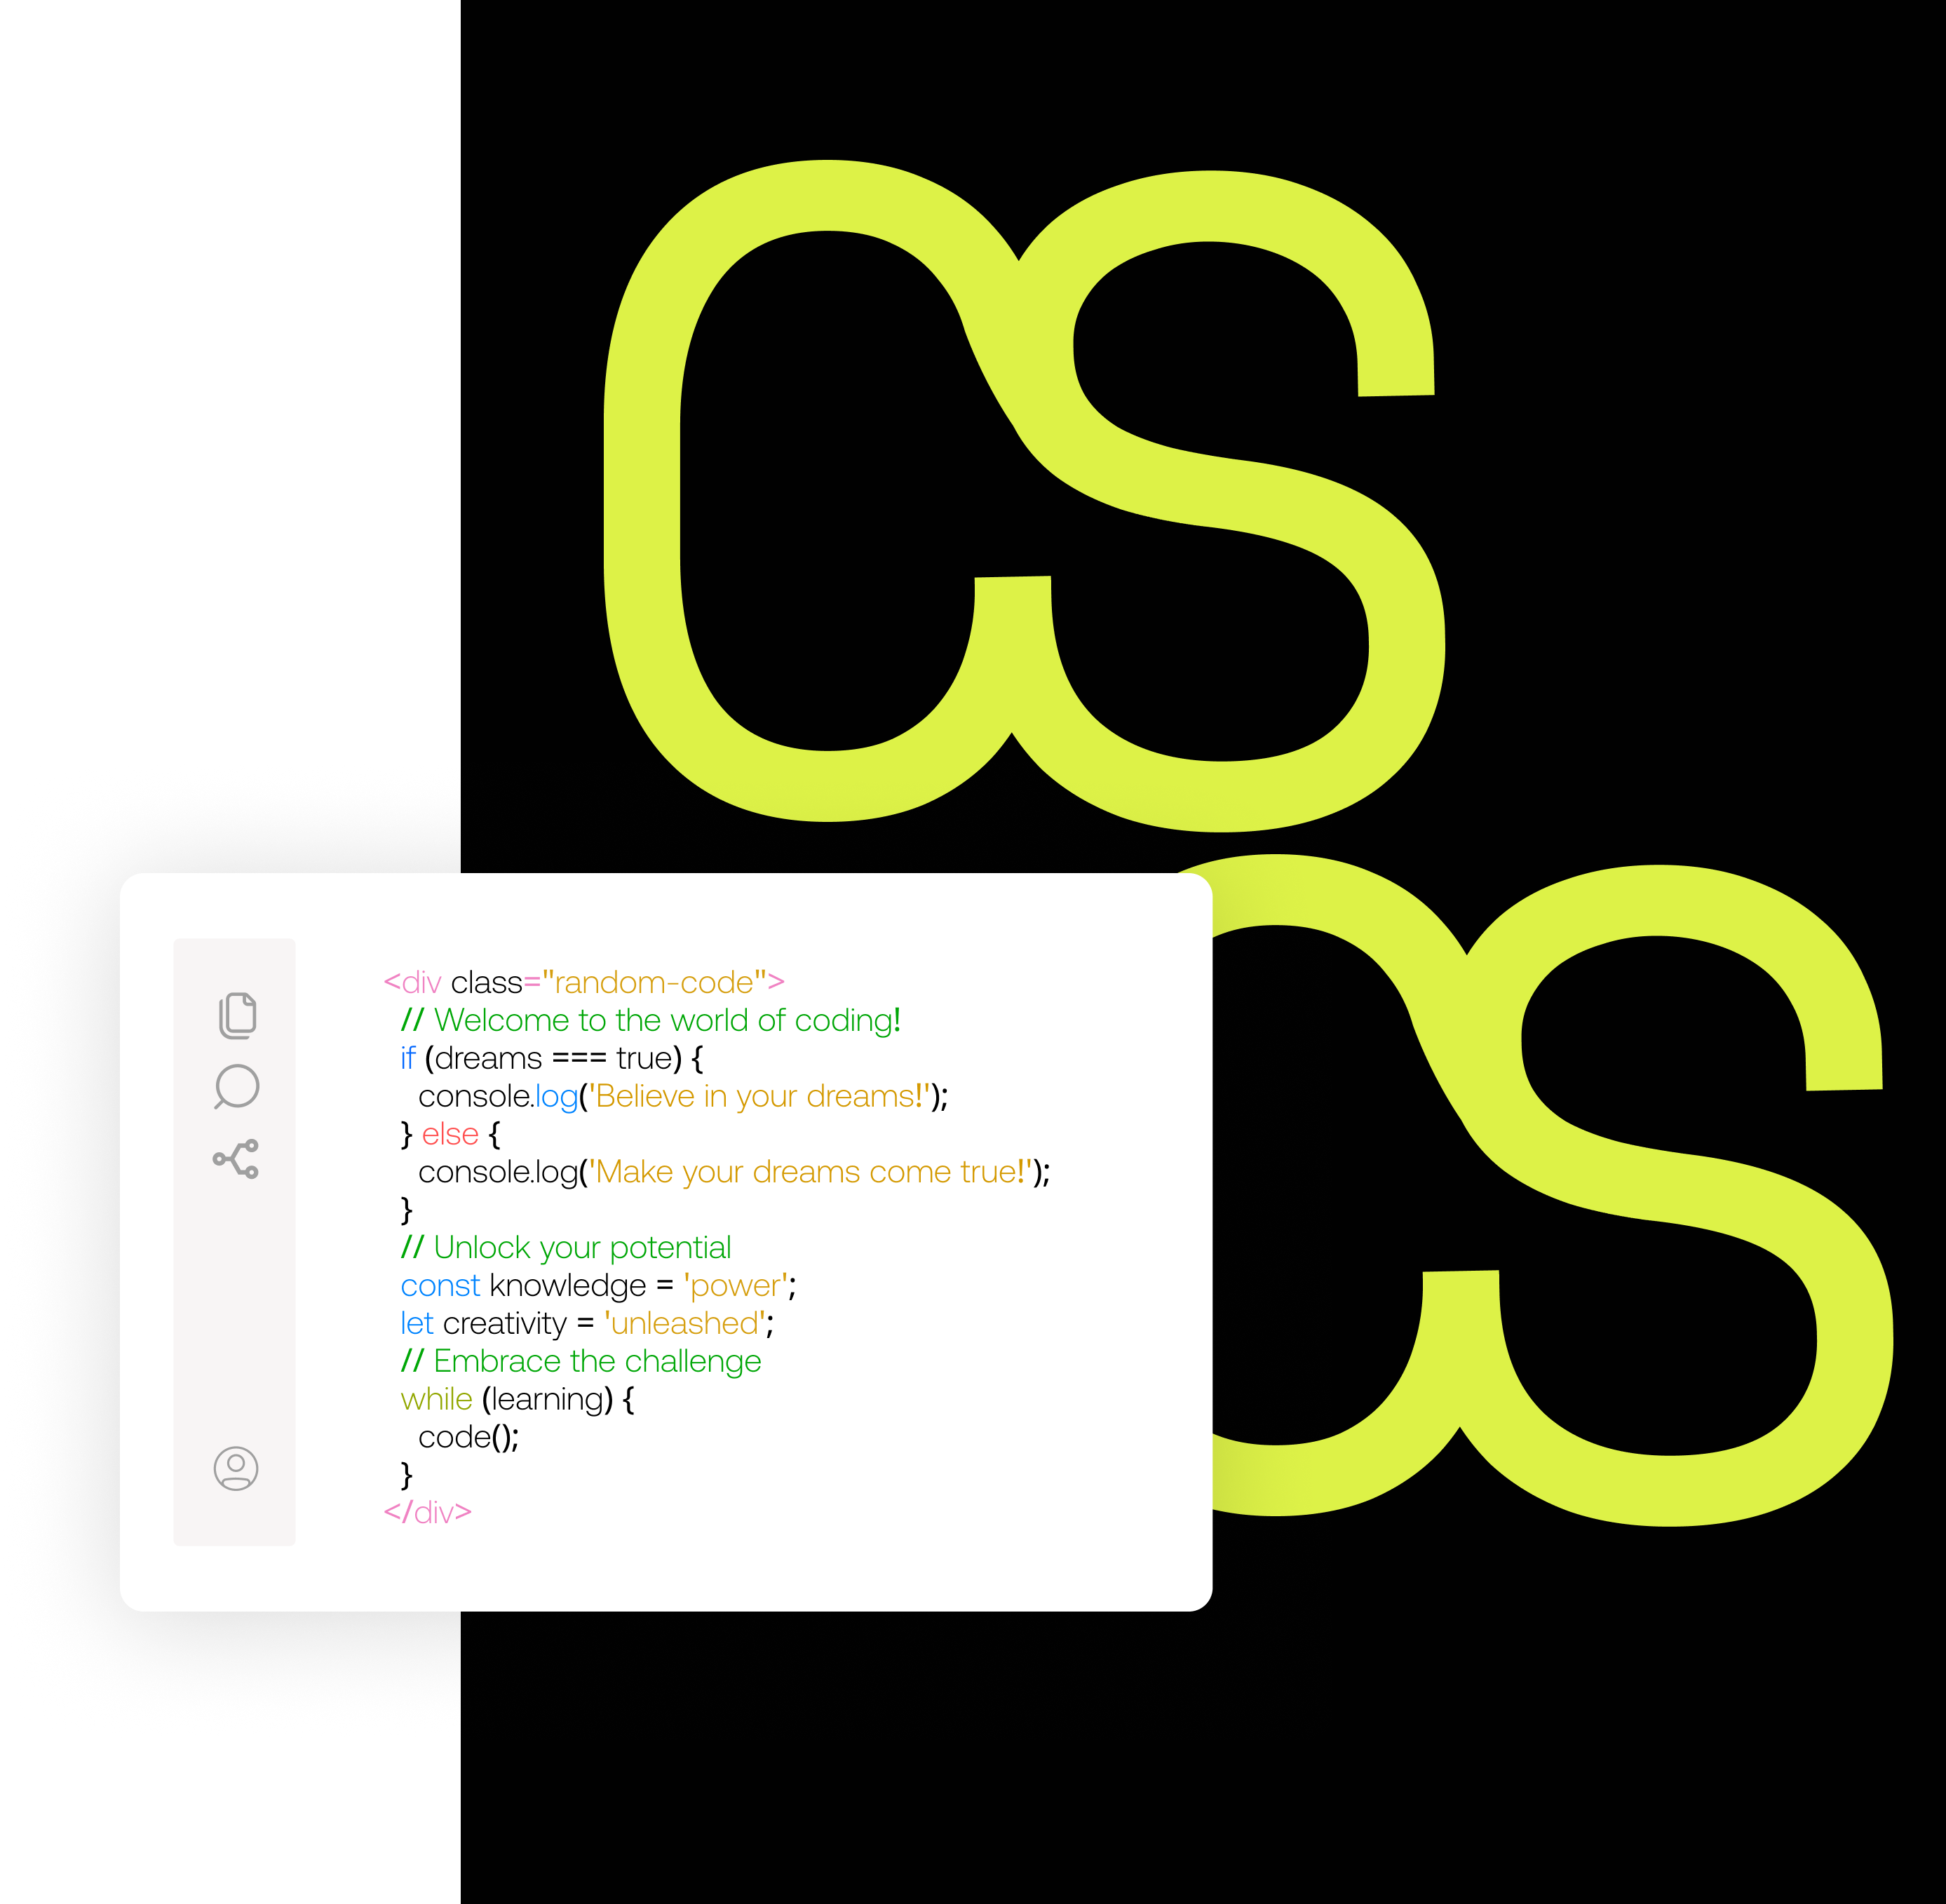 CS
CS
<div class="random-code">
  // Welcome to the world of coding!
  if (dreams === true) {
    console.log('Believe in your dreams!');
  } else {
    console.log('Make your dreams come true!');
  }
  // Unlock your potential
  const knowledge = 'power';
  let creativity = 'unleashed';
  // Embrace the challenge
  while (learning) {
    code();
  }
</div>